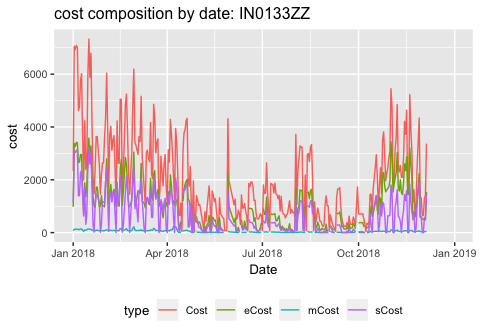 cost composition by date: IN0133ZZ
cost
6000
4000
2000
0
Jan 2018 Apr 2018 Jul 2018 Oct 2018 Jan 2019
Date
type Cost eCost mCost sCost